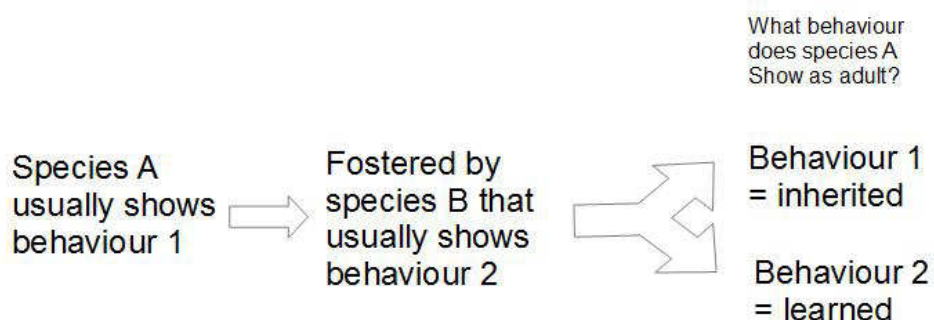 What behaviour
does species A
Show as adult?
Species A
usually shows
behaviour 1
Fostered by
species B that
usually shows
behaviour 2
Behaviour 1
= inherited
Behaviour 2
= learned